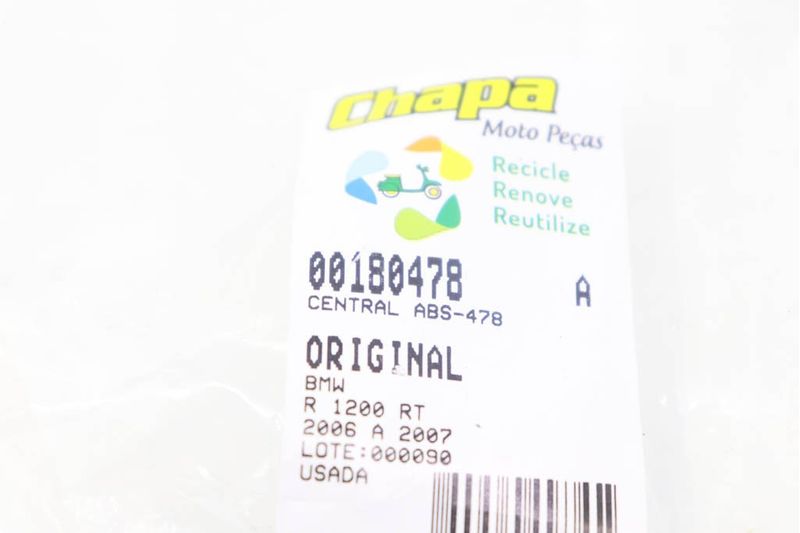 Chapa
Moto Peças
Recicle
Renove
Reutilize
00180478 A
CENTRAL ABS-478
ORIGINAL
BMW
R 1200 RT
2006 A 2007
LOTE:000090
USADA